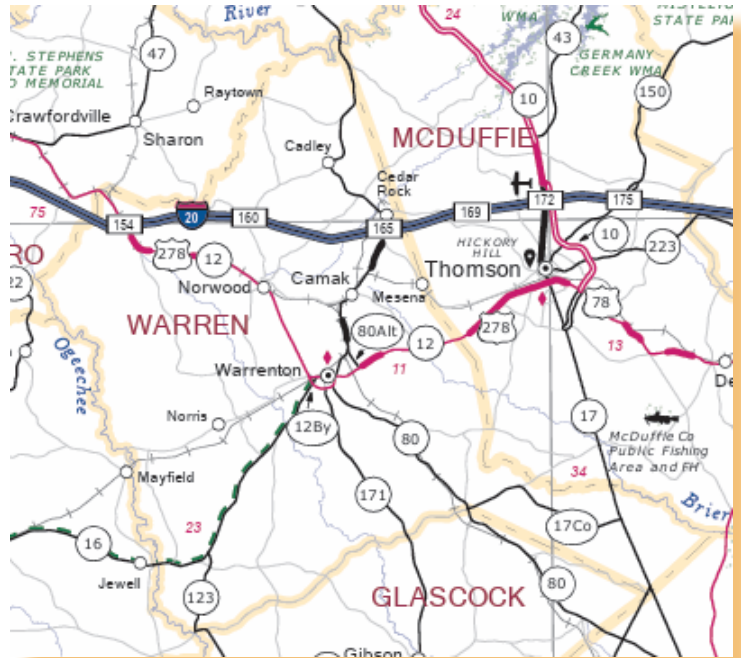 River
24
WMA
43
STATE PARK
47
STEPHENS
TATE PARK
MEMORIAL
GERMANY
CREEK WMA
150
Raytown
10
Crawfordville
Sharon
MCDUFFIE
Cadley
Cedar
Rock
172
175
75
154
20
160
165
169
10
223
HICKORY
HILL
278
12
RO
Norwood
Camak
Mesena
Thomson
22
78
WARREN
80Alt
12
278
13
Ogeechee
Warrenton
11
De
12By
Norris
80
17
McDuffie Co
Public Fishing
Area and FH
Mayfield
34
171
Brier
23
16
17Co
Jewell
123
80
GLASCOCK
Gibson